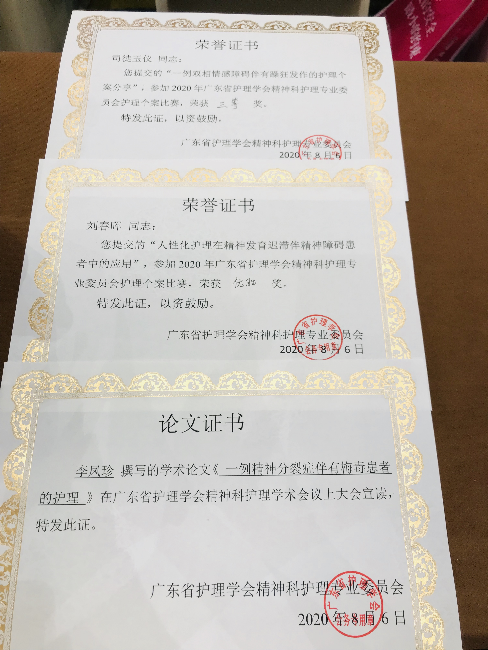 荣誉证书
司徒玉仪 同志：
您提交的“一例双相情感障碍伴有躁狂发作的护理个
案分享”，参加2020年广东省护理学会精神科护理专业委
员会护理个案比赛，荣获 三等 奖。
特发此证，以资鼓励。
广东省护理学会精神科护理专业委员会
2020年8月6日
荣誉证书
同志：
您提交的“人性化护理在精神发育迟滞伴精神障碍患
者中的应用”，参加2020年广东省护理学会精神科护理专
业委员会护理个案比赛，荣获 优秀 奖。
特发此证，以资鼓励。
广东省护理学会精神科护理专业委员会
2020年8月6日
论文证书
李凤珍 撰写的学术论文《一例精神分裂症伴有梅毒患者
的护理 》在广东省护理学会精神科护理学术会议上大会宣读，
特发此证。
广东省护理学会精神科护理专业委员会
2020年8月6日